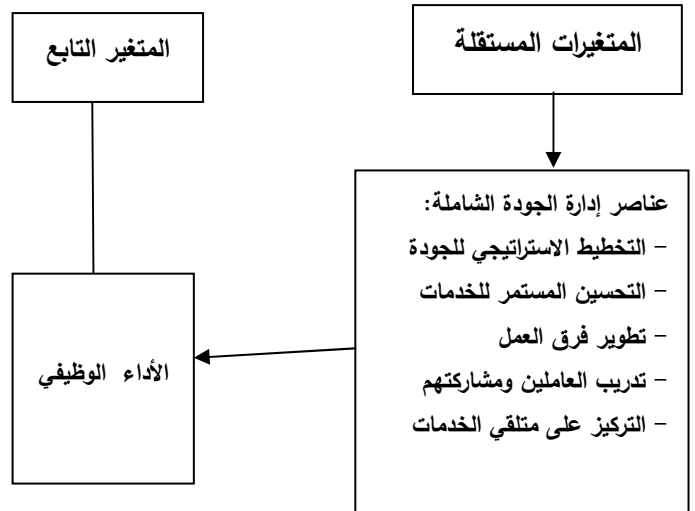 المتغيرات المستقلة
المتغير التابع
عناصر إدارة الجودة الشاملة:
– التخطيط الاستراتيجي للجودة
– التحسين المستمر للخدمات
– تطوير فرق العمل
– تدريب العاملين ومشاركتهم
– التركيز على متلقي الخدمات
الأداء الوظيفي